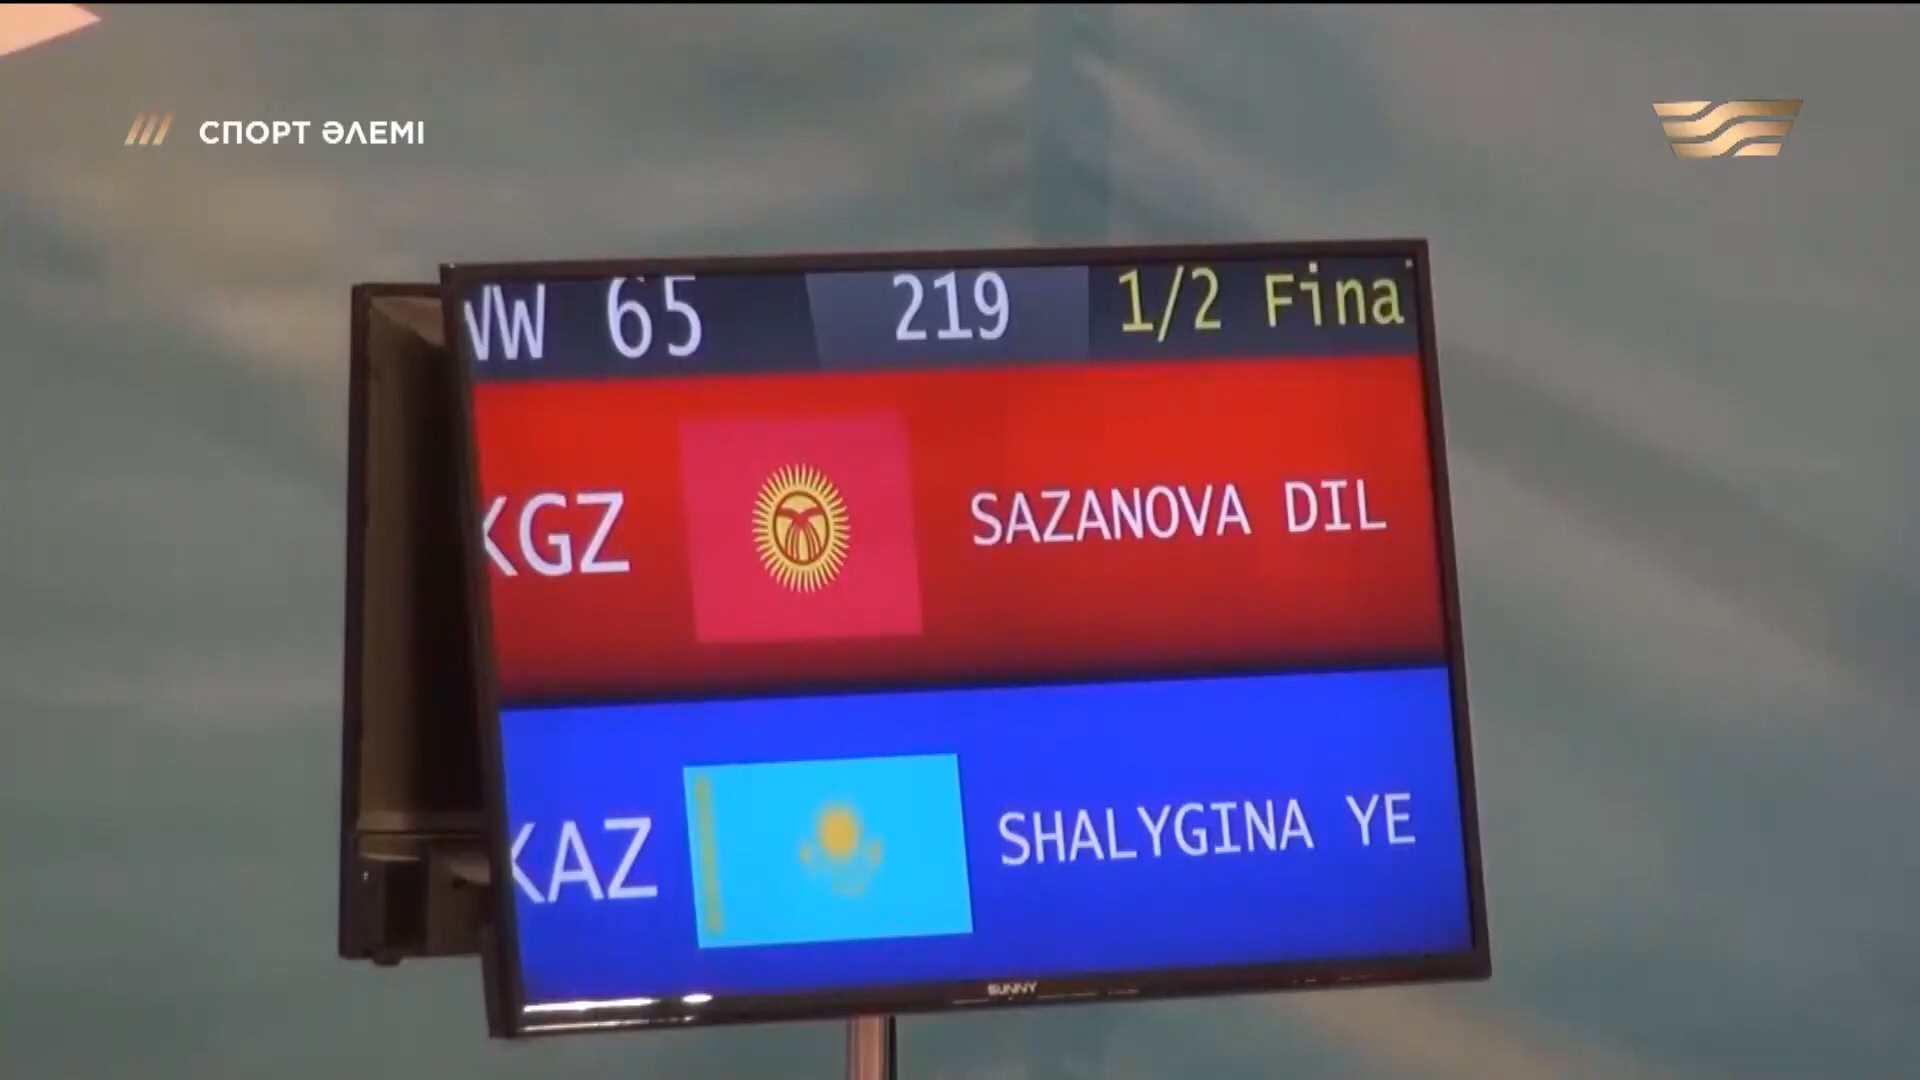 СПОРТ ӘЛЕМІ
WW 65 219 1/2 Fina
KGZ SAZANOVA DIL
KAZ SHALYGINA YE
SUNNY